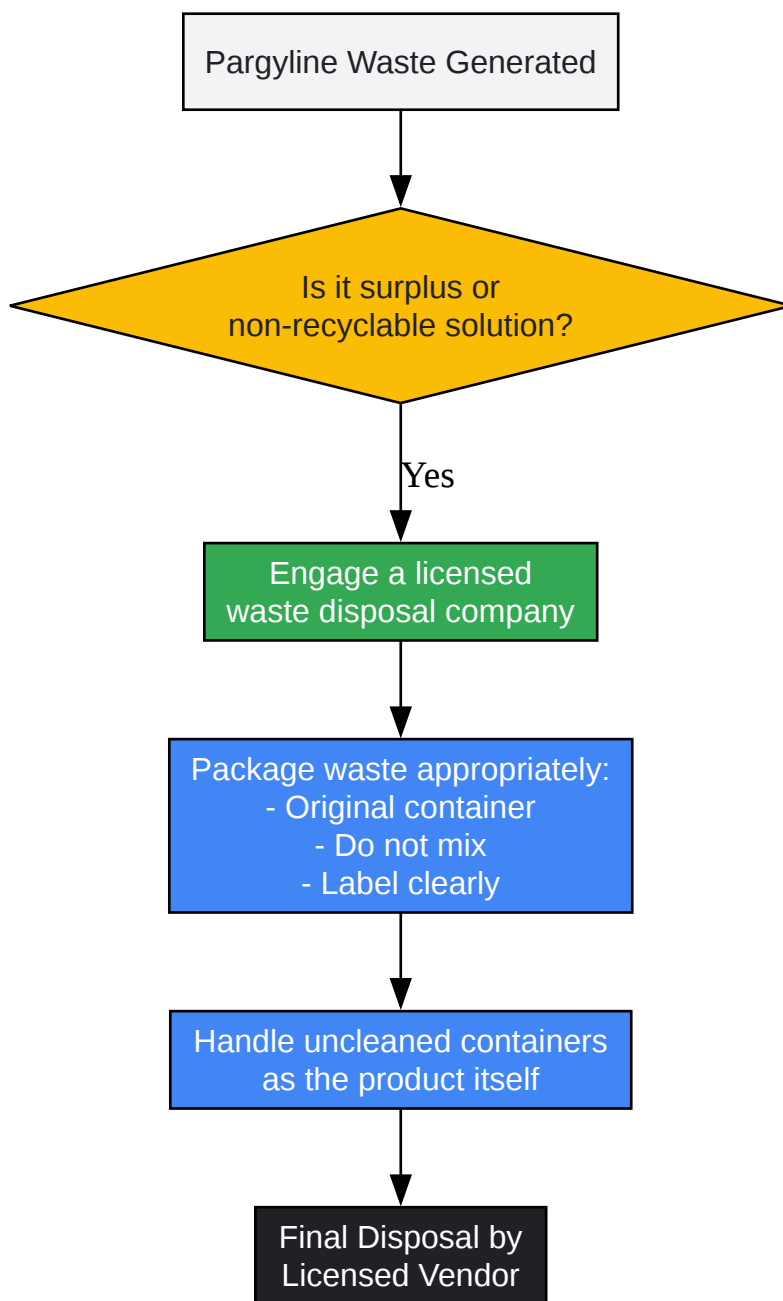 Pargyline Waste Generated
Is it surplus or
non-recyclable solution?
Yes
Engage a licensed
waste disposal company
Package waste appropriately:
- Original container
- Do not mix
- Label clearly
Handle uncleaned containers
as the product itself
Final Disposal by
Licensed Vendor